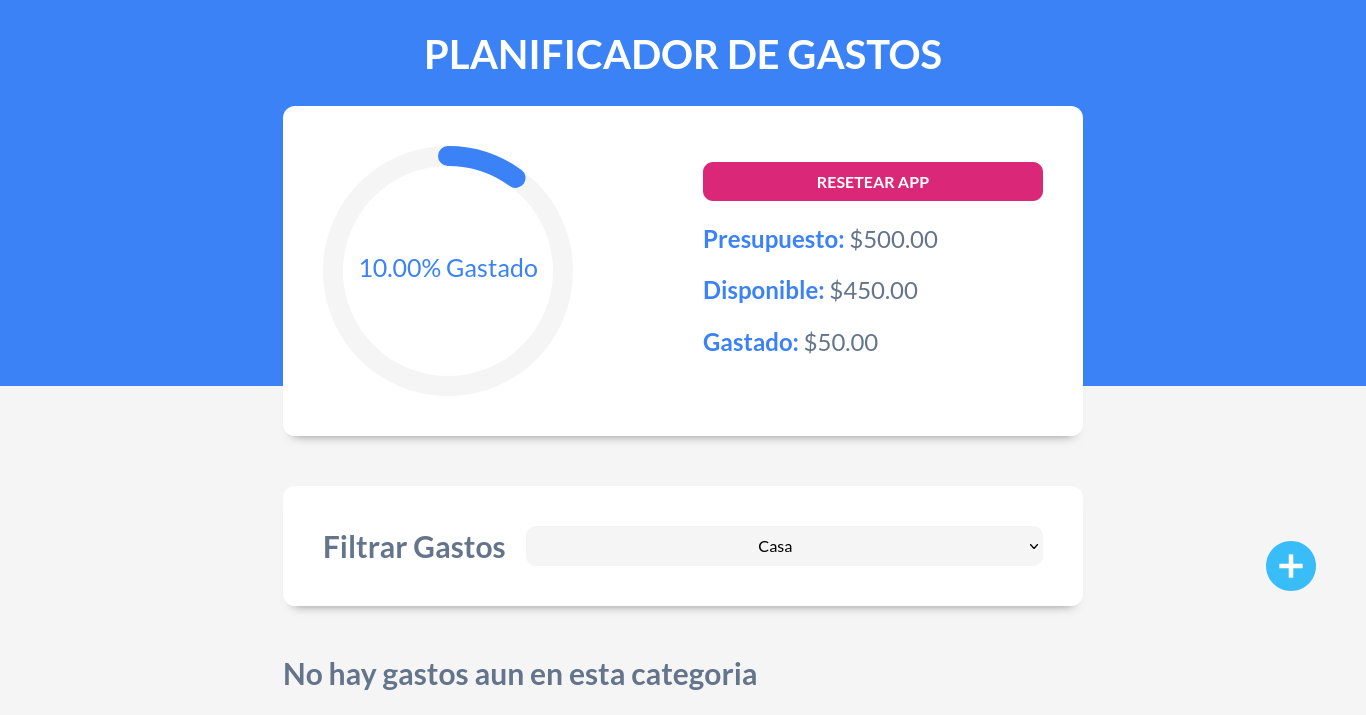 PLANIFICADOR DE GASTOS
10.00% Gastado
RESETEAR APP
Presupuesto: $500.00
Disponible: $450.00
Gastado: $50.00
Filtrar Gastos
Casa
No hay gastos aun en esta categoria